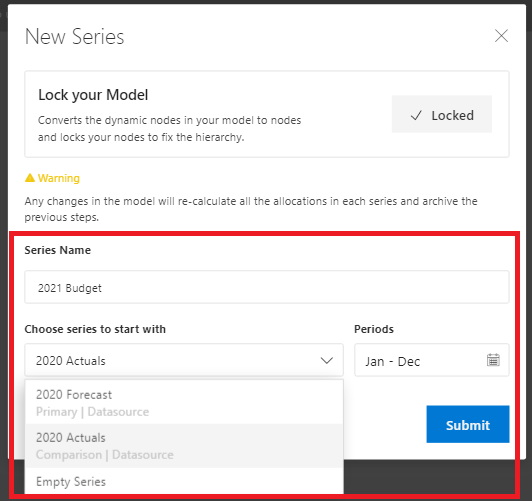 New Series
Lock your Model
Converts the dynamic nodes in your model to nodes
and locks your nodes to fix the hierarchy.
Locked
Warning
Any changes in the model will re-calculate all the allocations in each series and archive the
previous steps.
Series Name
2021 Budget
Choose series to start with
Periods
2020 Actuals
Jan - Dec
2020 Forecast
Primary | Datasource
2020 Actuals
Comparison | Datasource
Empty Series
Submit